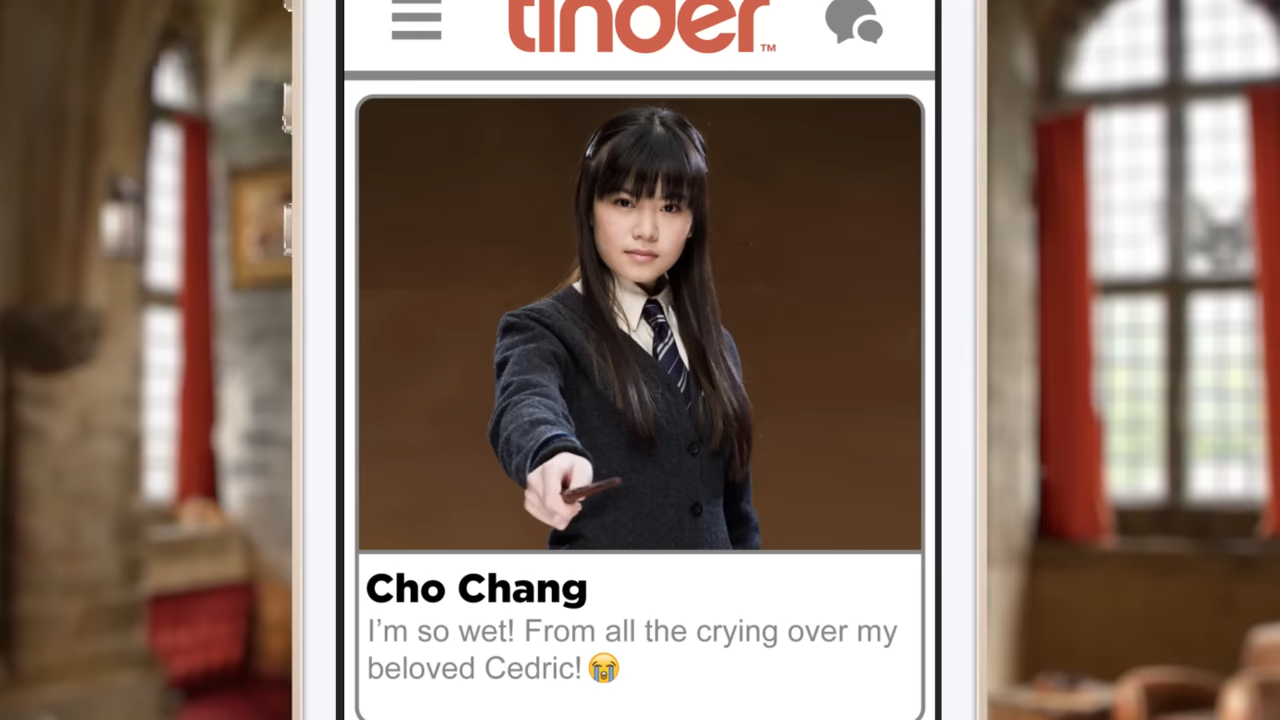 tinder™
Cho Chang
I'm so wet! From all the crying over my
beloved Cedric! 😭